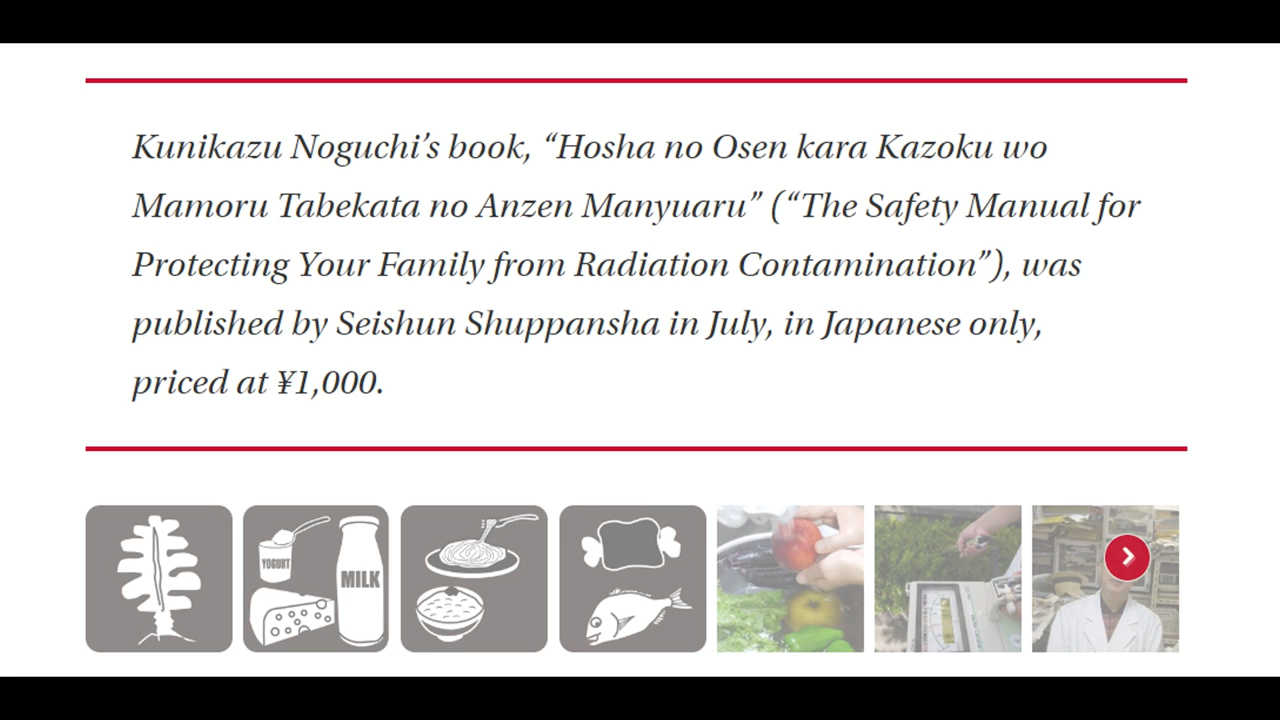 Kunikazu Noguchi’s book, “Hosha no Osen kara Kazoku wo
Mamoru Tabekata no Anzen Manyuaru” (“The Safety Manual for
Protecting Your Family from Radiation Contamination”), was
published by Seishun Shuppansha in July, in Japanese only,
priced at ¥1,000.
YOGURT
MILK